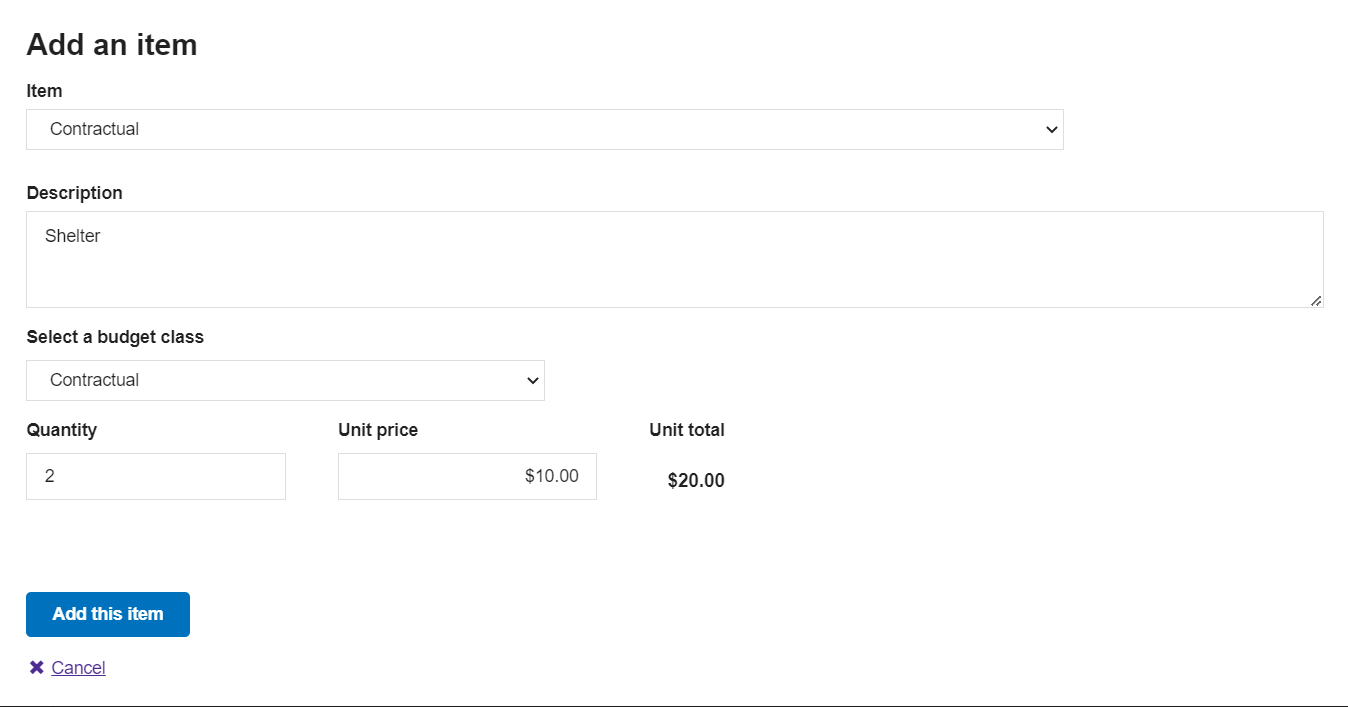 Add an item
Item
Contractual
Description
Shelter
Select a budget class
Contractual
Quantity Unit price Unit total
2 $10.00 $20.00
Add this item
Cancel